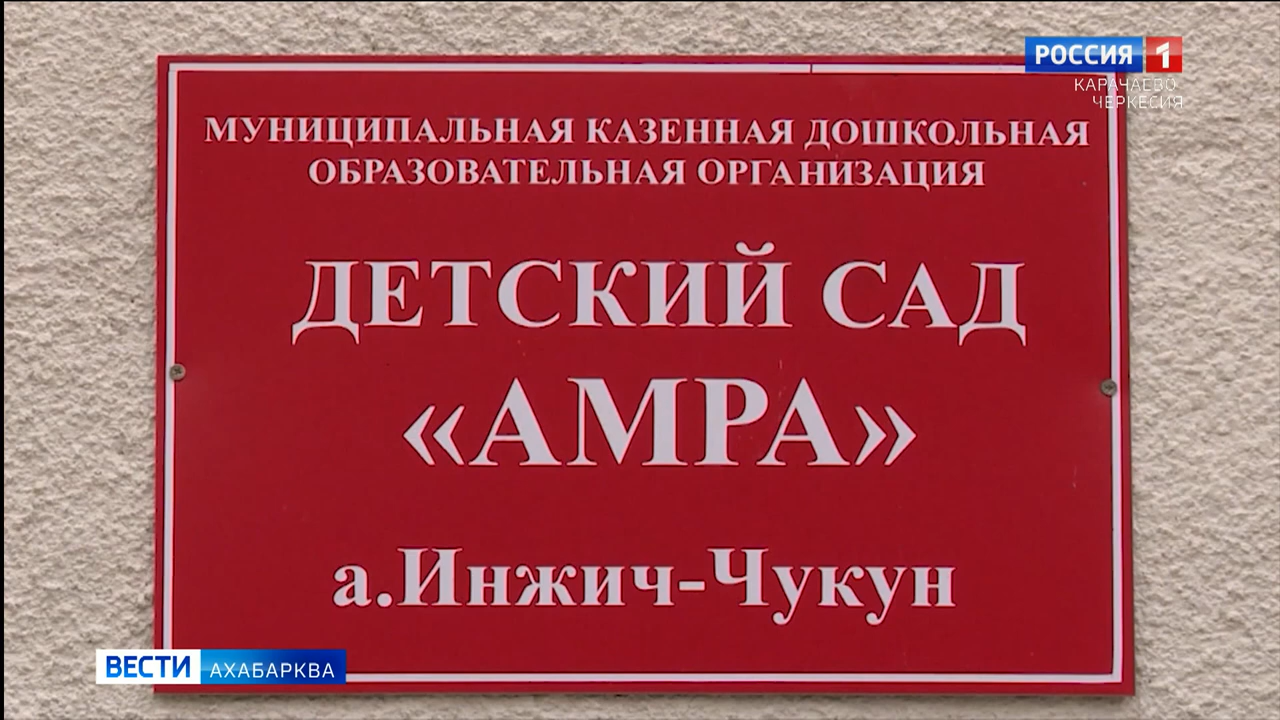 РОССИЯ 1
КАРАЧАЕВО
ЧЕРКЕСИЯ
МУНИЦИПАЛЬНАЯ КАЗЕННАЯ ДОШКОЛЬНАЯ
ОБРАЗОВАТЕЛЬНАЯ ОРГАНИЗАЦИЯ
ДЕТСКИЙ САД
«АМРА»
а.Инжич-Чукун
ВЕСТИ АХАБАРКВА